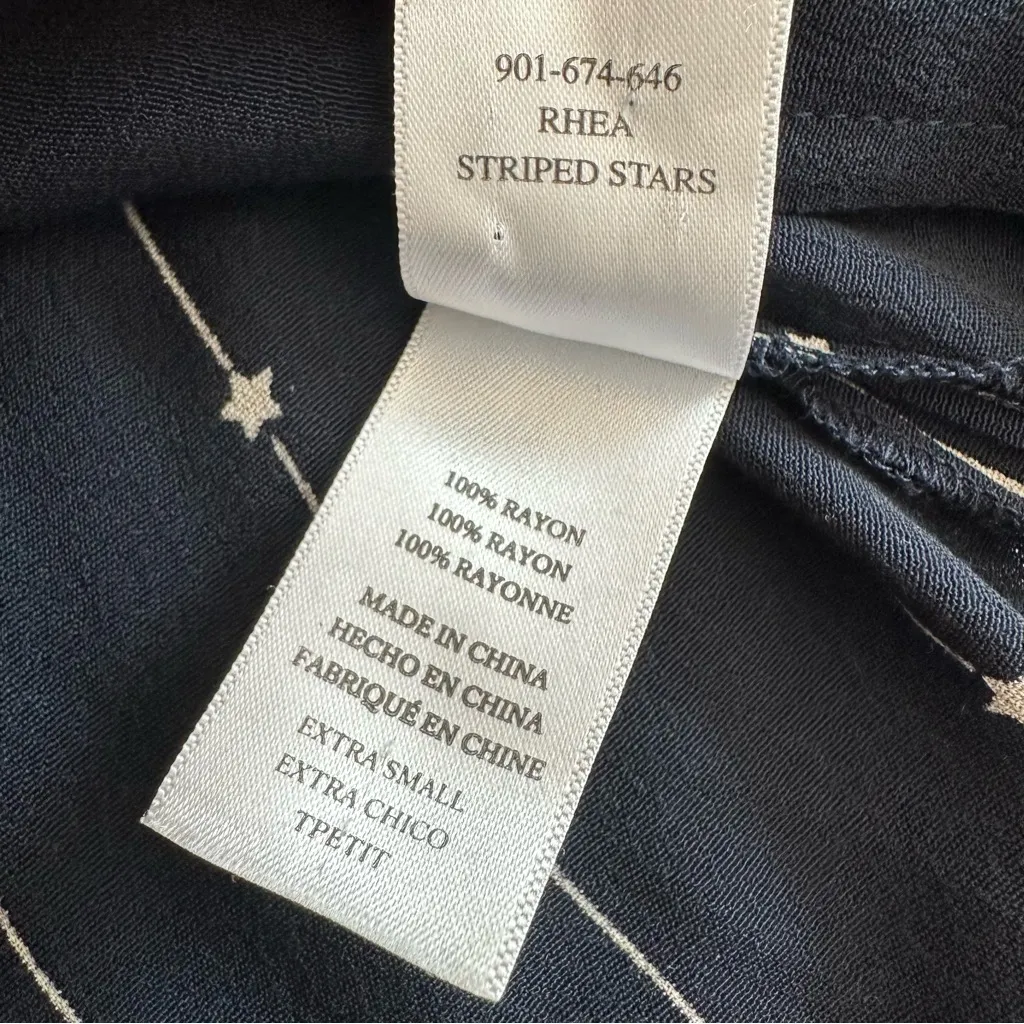 901-674-646
RHEA
STRIPED STARS
100% RAYON
100% RAYON
100% RAYONNE
MADE IN CHINA
HECHO EN CHINA
FABRIQUÉ EN CHINE
EXTRA SMALL
EXTRA CHICO
TPETIT